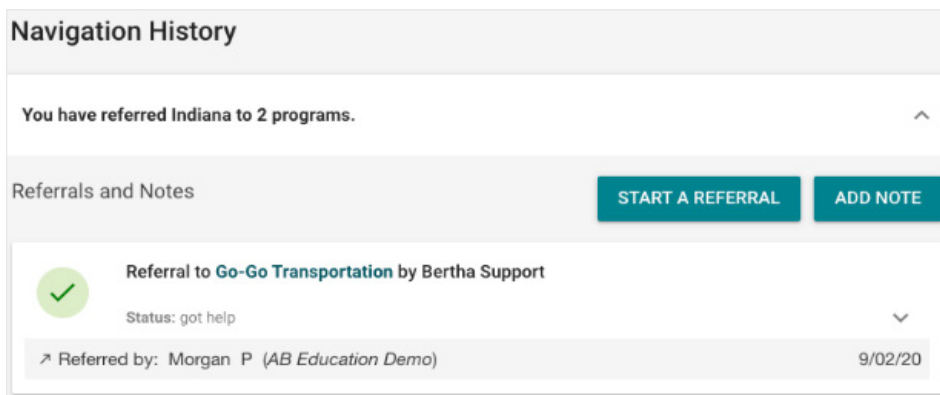 Navigation History
You have referred Indiana to 2 programs.
Referrals and Notes
START A REFERRAL
ADD NOTE
Referral to Go-Go Transportation by Bertha Support
Status: got help
↗ Referred by: Morgan P (AB Education Demo)
9/02/20